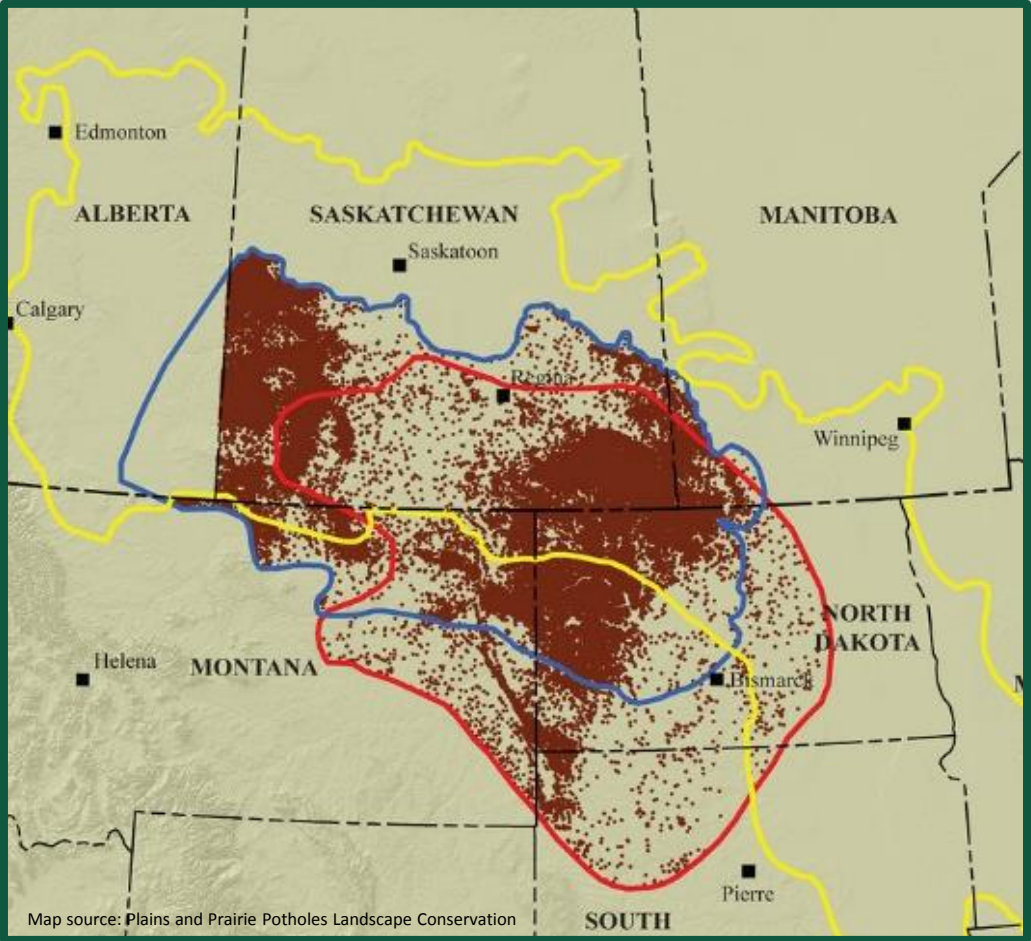 Edmonton
ALBERTA
SASKATCHEWAN
MANITOBA
Saskatoon
Calgary
Regina
Winnipeg
NORTH
DAKOTA
Helena
MONTANA
Bismarck
M
Pierre
Map source: Plains and Prairie Potholes Landscape Conservation
SOUTH